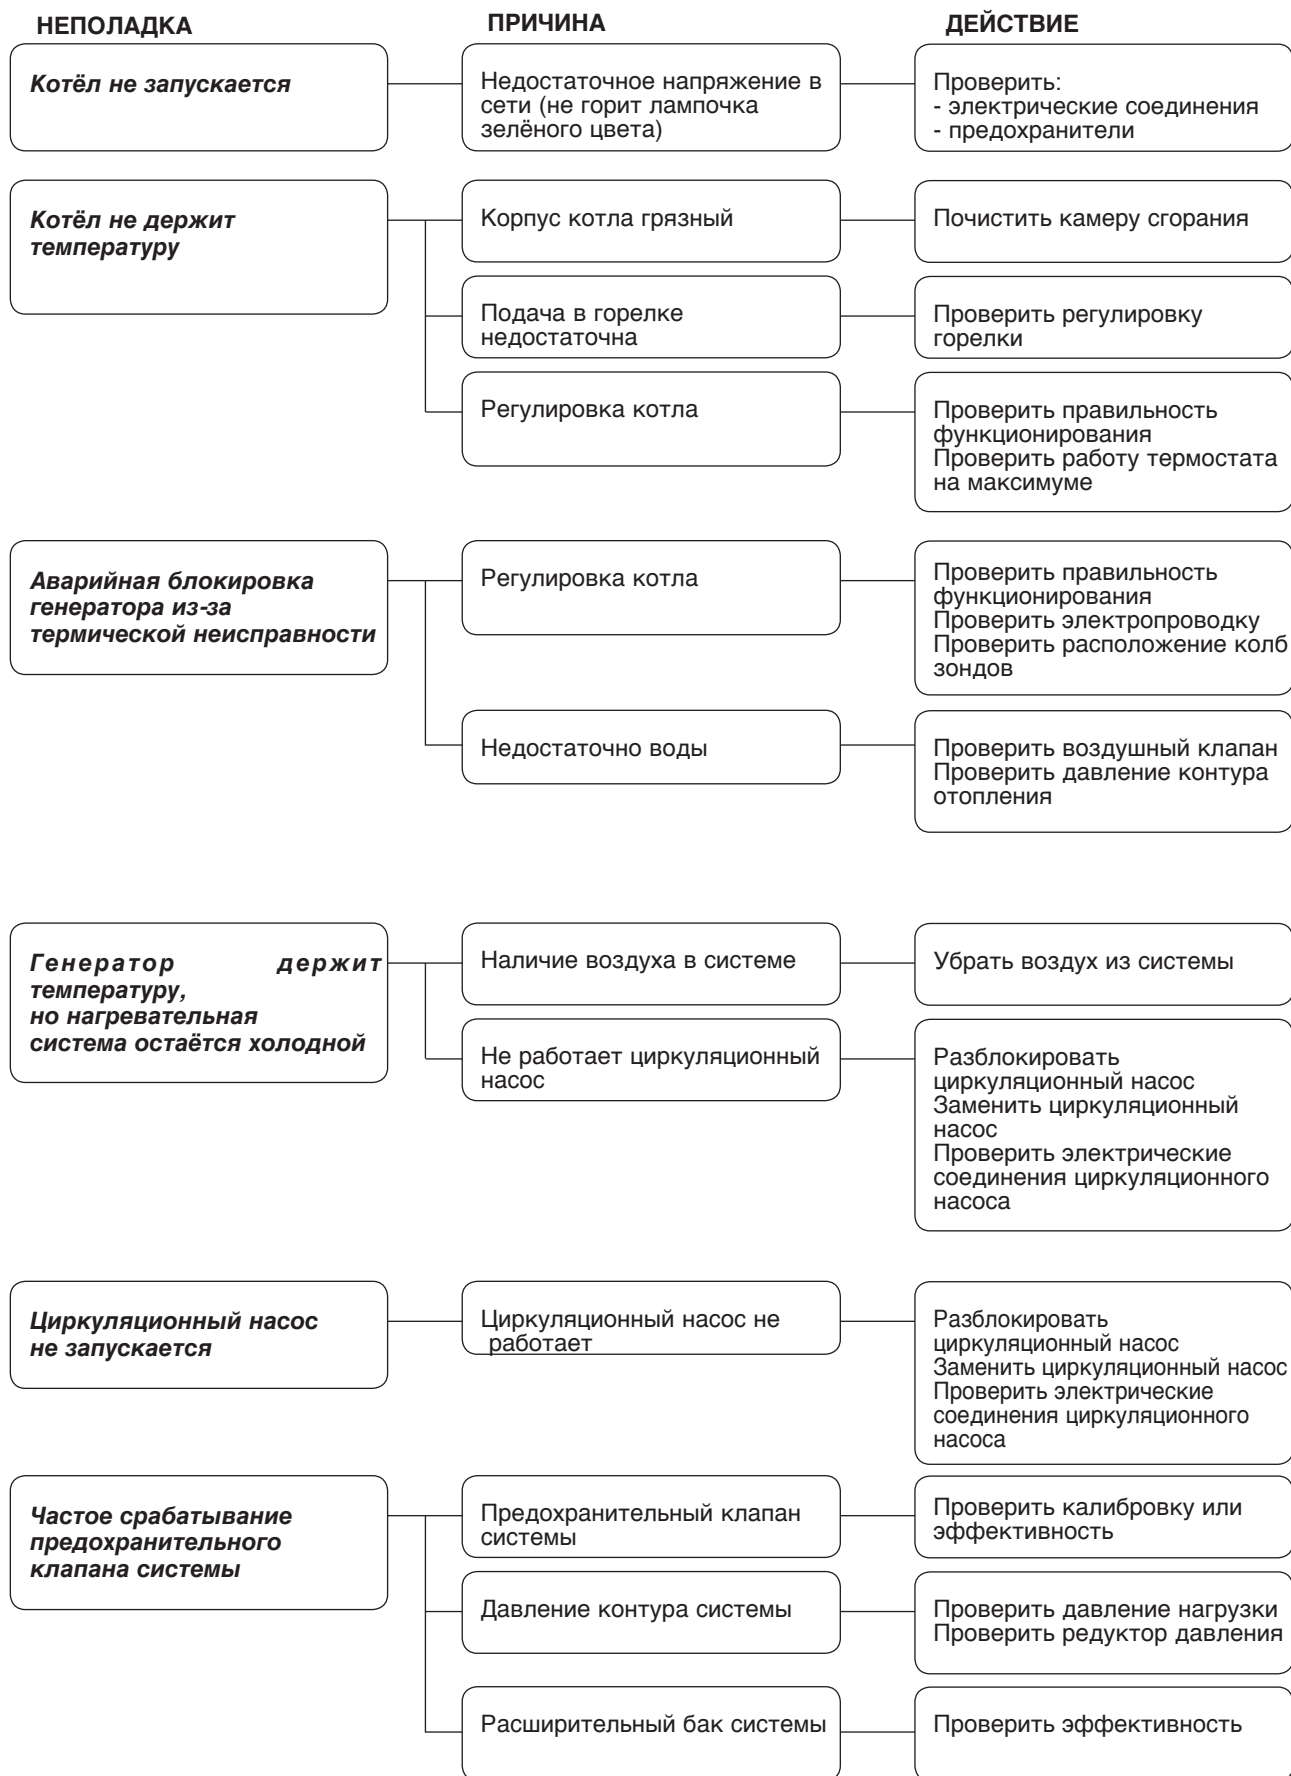 НЕПОЛАДКА
ПРИЧИНА
ДЕЙСТВИЕ
Котёл не запускается
Недостаточное напряжение в
сети (не горит лампочка
зелёного цвета)
Проверить:
- электрические соединения
- предохранители
Котёл не держит
температуру
Корпус котла грязный
Почистить камеру сгорания
Подача в горелке
недостаточна
Проверить регулировку
горелки
Регулировка котла
Проверить правильность
функционирования
Проверить работу термостата
на максимуме
Аварийная блокировка
генератора из-за
термической неисправности
Регулировка котла
Проверить правильность
функционирования
Проверить электропроводку
Проверить расположение колб
зондов
Недостаточно воды
Проверить воздушный клапан
Проверить давление контура
отопления
Генератор держит
температуру,
но нагревательная
система остаётся холодной
Наличие воздуха в системе
Убрать воздух из системы
Не работает циркуляционный
насос
Разблокировать
циркуляционный насос
Заменить циркуляционный
насос
Проверить электрические
соединения циркуляционного
насоса
Циркуляционный насос
не запускается
Циркуляционный насос не
работает
Разблокировать
циркуляционный насос
Заменить циркуляционный насос
Проверить электрические
соединения циркуляционного
насоса
Частое срабатывание
предохранительного
клапана системы
Предохранительный клапан
системы
Проверить калибровку или
эффективность
Давление контура системы
Проверить давление нагрузки
Проверить редуктор давления
Расширительный бак системы
Проверить эффективность